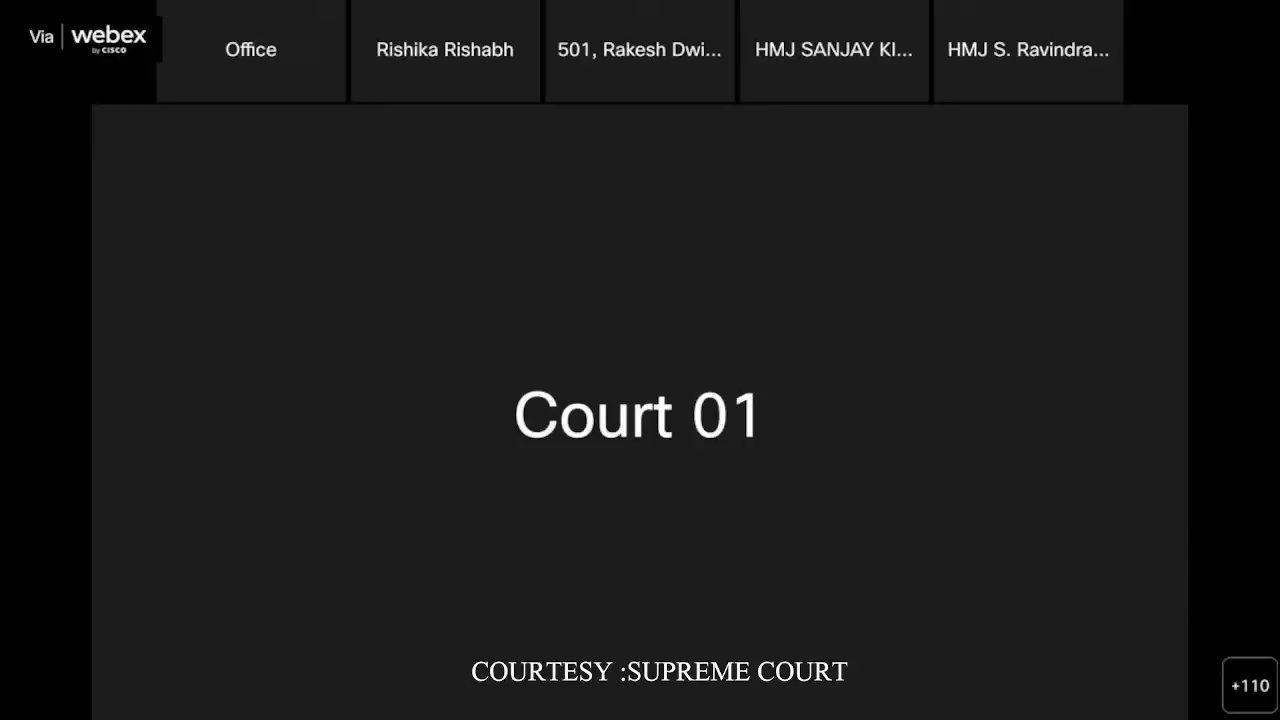 Via | webex
by CISCO
Office
Rishika Rishabh
501, Rakesh Dwi...
HMJ SANJAY KI...
HMJ S. Ravindra...
Court 01
COURTESY :SUPREME COURT
+110